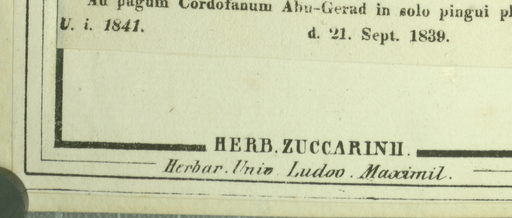 Ad pagum Cordofanum Abu-Gerad in solo pingui
U. i. 1841.
d. 21. Sept. 1839.
HERB. ZUCCARINII.
Herbar. Univ. Ludov. Maximil.